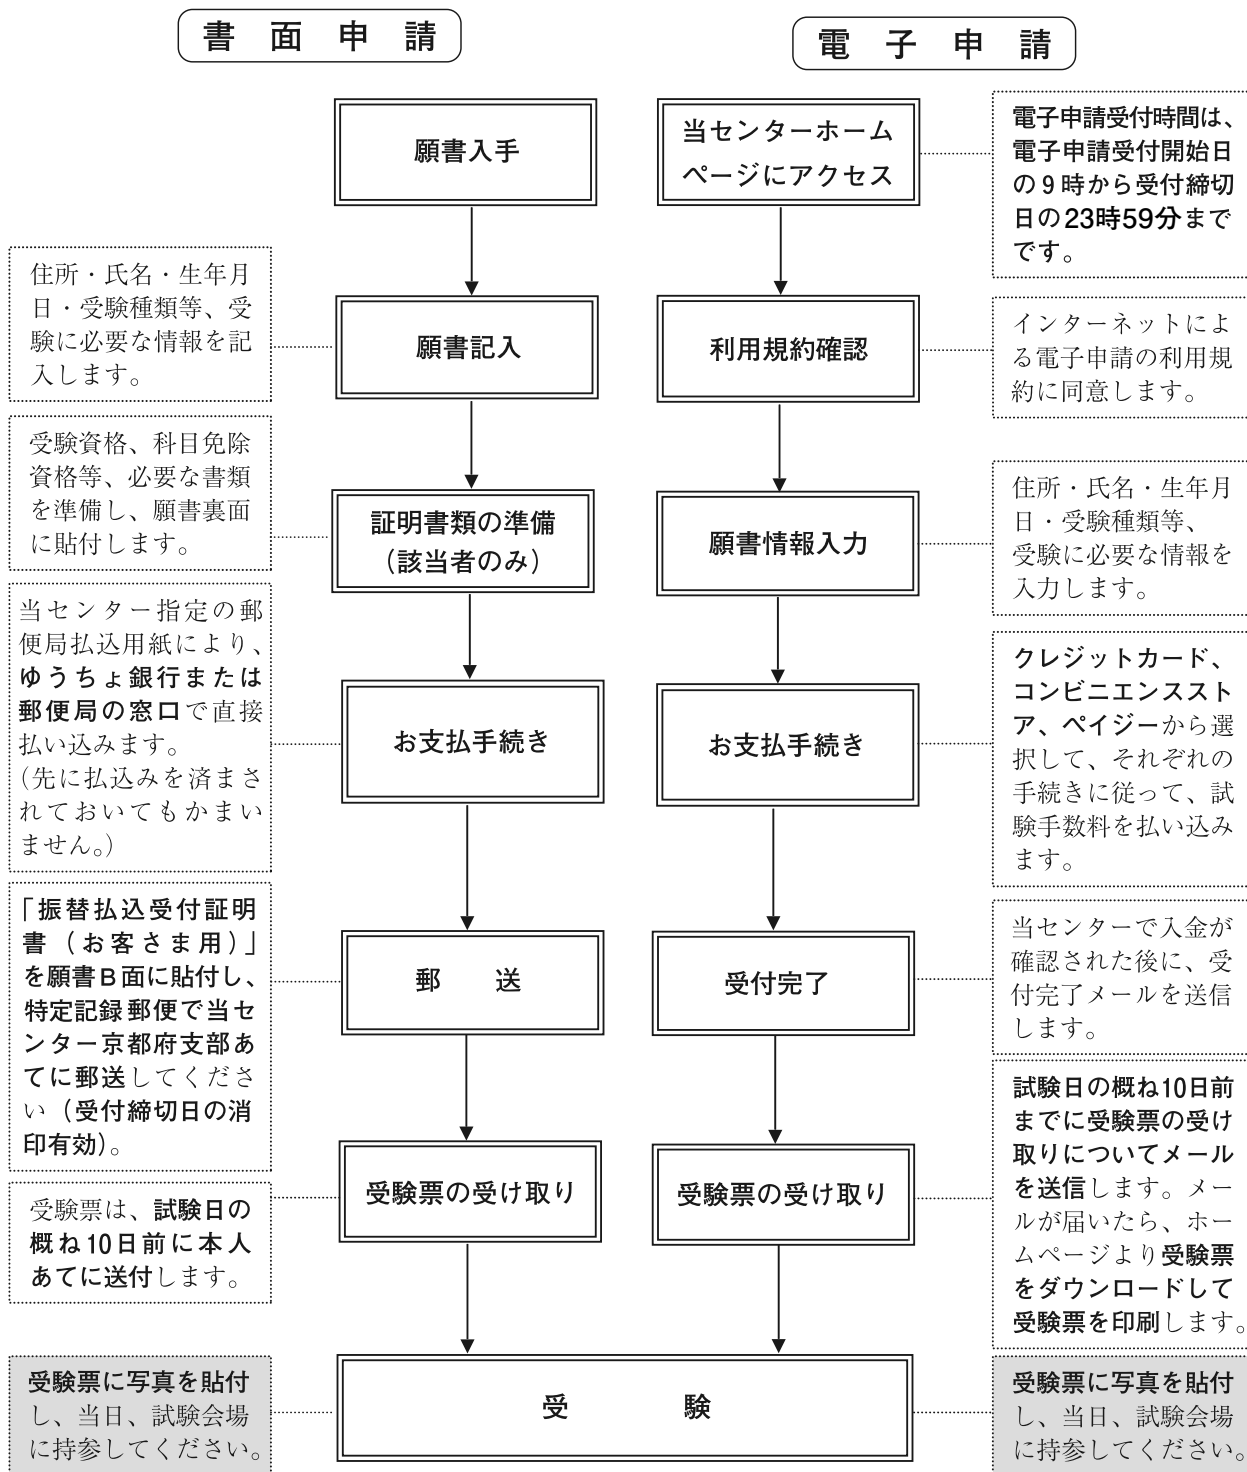 書面申請
電子申請
願書入手
住所・氏名・生年月
日・受験種類等、受
験に必要な情報を記
入します。
願書記入
受験資格、科目免除
資格等、必要な書類
を準備し、願書裏面
に貼付します。
証明書類の準備
（該当者のみ）
当センター指定の郵
便局払込用紙により、
ゆうちょ銀行または
郵便局の窓口で直接
払い込みます。
（先に払込みを済まさ
れておいてもかまい
ません。）
お支払手続き
「振替払込受付証明
書（お客さま用）」
を願書Ｂ面に貼付し、
特定記録郵便で当セ
ンター京都府支部あ
てに郵送してくださ
い（受付締切日の消
印有効）。
郵送
受験票の受け取り
受験票は、試験日の
概ね10日前に本人
あてに送付します。
当センターホーム
ページにアクセス
電子申請受付時間は、
電子申請受付開始日
の９時から受付締切
日の23時59分まで
です。
利用規約確認
インターネットによ
る電子申請の利用規
約に同意します。
願書情報入力
住所・氏名・生年月
日・受験種類等、
受験に必要な情報を
入力します。
お支払手続き
クレジットカード、
コンビニエンススト
ア、ペイジーから選
択して、それぞれの
手続きに従って、試
験手数料を払い込み
ます。
受付完了
当センターで入金が
確認された後に、受
付完了メールを送信
します。
受験票の受け取り
試験日の概ね10日前
までに受験票の受け
取りについてメール
を送信します。メー
ルが届いたら、ホー
ムページより受験票
をダウンロードして
受験票を印刷します。
受験票に写真を貼付
し、当日、試験会場
に持参してください。
受験
受験票に写真を貼付
し、当日、試験会場
に持参してください。